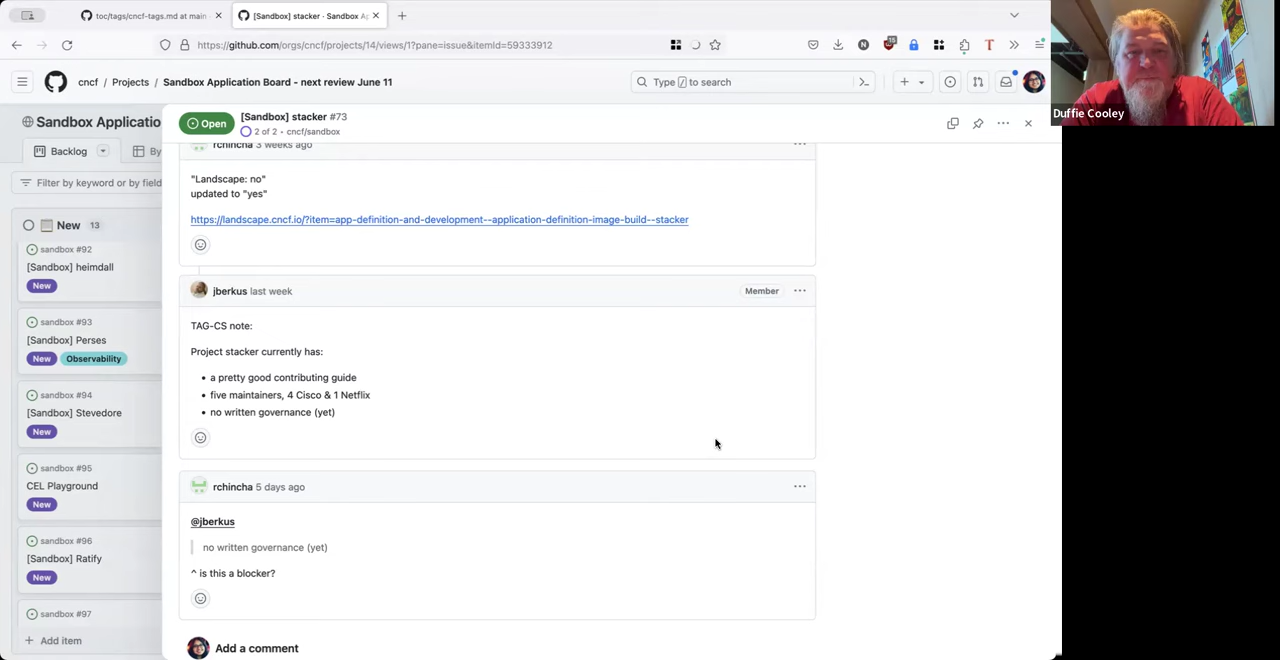 toc/tags/cncf-tags.md at main
[Sandbox] stacker · Sandbox Ap
https://github.com/orgs/cncf/projects/14/views/1?pane=issue&itemId=59333912
cncf / Projects / Sandbox Application Board - next review June 11
Type / to search
Duffie Cooley
Sandbox Applicatio
Backlog
By
Filter by keyword or by field
New 13
sandbox #92
[Sandbox] heimdall
New
sandbox #93
[Sandbox] Perses
New Observability
sandbox #94
[Sandbox] Stevedore
New
sandbox #95
CEL Playground
New
sandbox #96
[Sandbox] Ratify
New
sandbox #97
+ Add item
Open
[Sandbox] stacker #73
2 of 2 · cncf/sandbox
rchincha 3 weeks ago
"Landscape: no"
updated to "yes"
https://landscape.cncf.io/?item=app-definition-and-development--application-definition-image-build--stacker
jberkus last week
Member
TAG-CS note:
Project stacker currently has:
• a pretty good contributing guide
• five maintainers, 4 Cisco & 1 Netflix
• no written governance (yet)
rchincha 5 days ago
@jberkus
no written governance (yet)
^ is this a blocker?
Add a comment